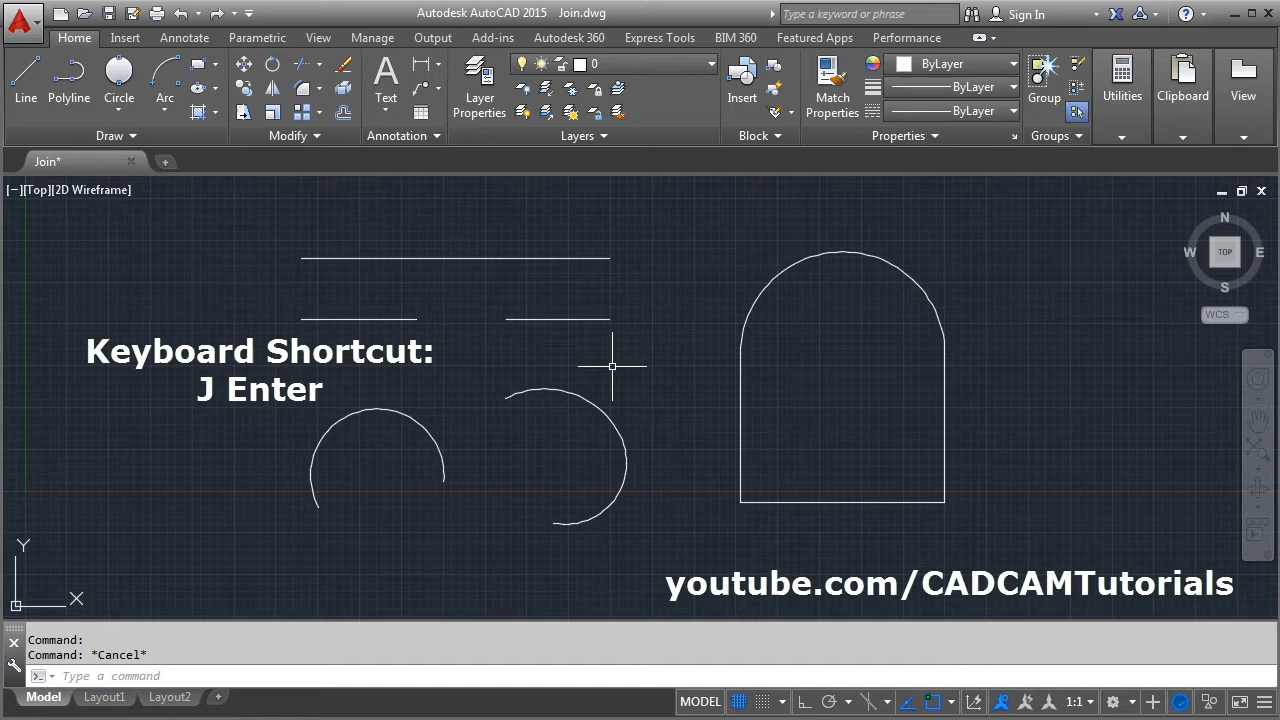 Autodesk AutoCAD 2015 Join.dwg
Type a keyword or phrase
Sign In
Home Insert Annotate Parametric View Manage Output Add-ins Autodesk 360 Express Tools BIM 360 Featured Apps Performance
Line Polyline Circle Arc
Text
Layer Properties
0
Insert
Match Properties
ByLayer
ByLayer
ByLayer
Group
Utilities
Clipboard
View
Draw Modify Annotation Layers Block Properties Groups
Join*
[−][Top][2D Wireframe]
N
W TOP E
S
WCS
Keyboard Shortcut:
J Enter
youtube.com/CADCAMTutorials
Y
X
Command:
Command: *Cancel*
Type a command
Model Layout1 Layout2
MODEL
1:1